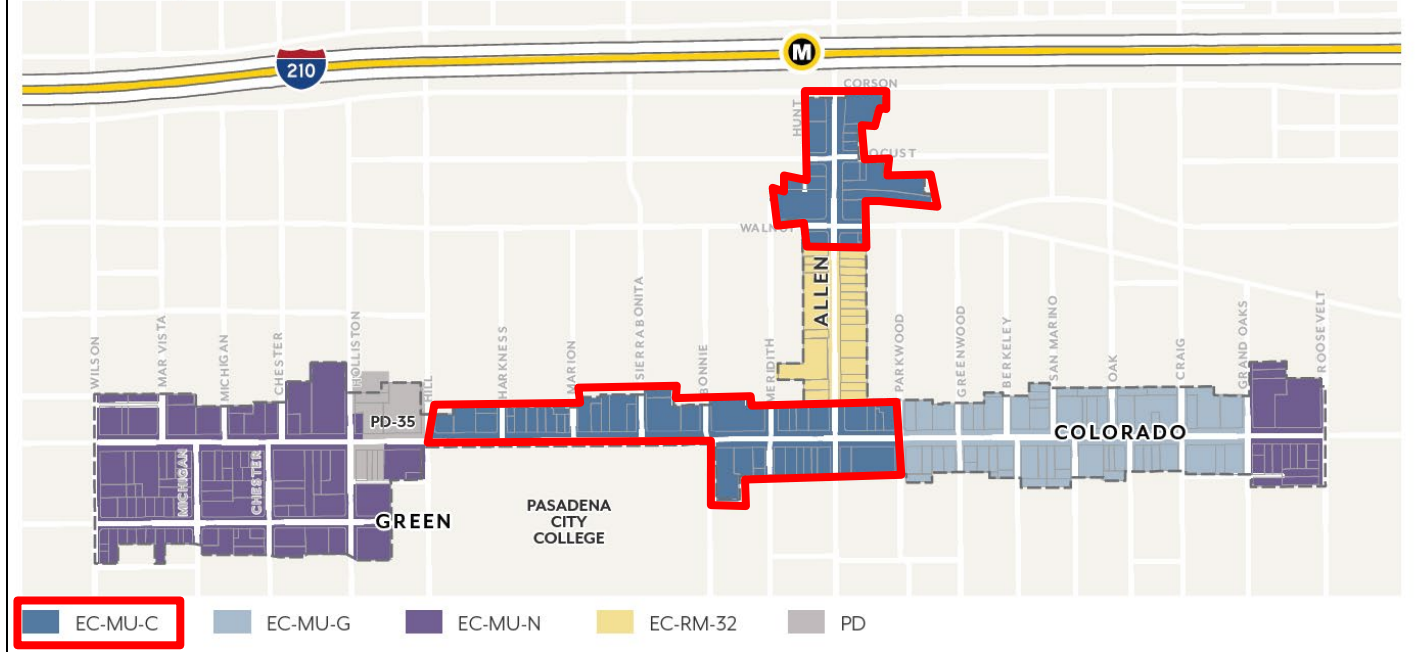 M
210
CORSON
HUNT
OCUST
WALNU
ALLEN
WILSON
MAR VISTA
MICHIGAN
CHESTER
HOLLISTON
HILL
HARKNESS
MARION
SIERRA BONITA
BONNIE
MERIDITH
PARKWOOD
GREENWOOD
BERKELEY
SAN MARINO
OAK
CRAIG
GRAND OAKS
ROOSEVELT
PD-35
COLORADO
MICHIGAN
CHESTER
GREEN
PASADENA
CITY
COLLEGE
EC-MU-C EC-MU-G EC-MU-N EC-RM-32 PD